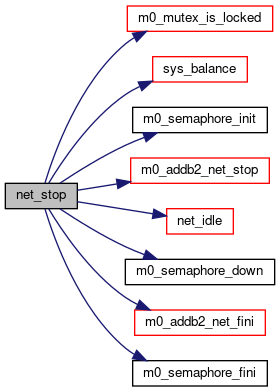 m0_mutex_is_locked
sys_balance
m0_semaphore_init
m0_addb2_net_stop
net_stop
net_idle
m0_semaphore_down
m0_addb2_net_fini
m0_semaphore_fini